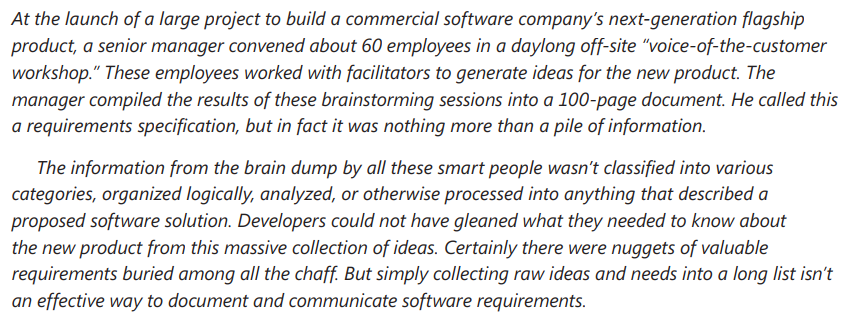 At the launch of a large project to build a commercial software company’s next-generation flagship
product, a senior manager convened about 60 employees in a daylong off-site “voice-of-the-customer
workshop.” These employees worked with facilitators to generate ideas for the new product. The
manager compiled the results of these brainstorming sessions into a 100-page document. He called this
a requirements specification, but in fact it was nothing more than a pile of information.
The information from the brain dump by all these smart people wasn’t classified into various
categories, organized logically, analyzed, or otherwise processed into anything that described a
proposed software solution. Developers could not have gleaned what they needed to know about
the new product from this massive collection of ideas. Certainly there were nuggets of valuable
requirements buried among all the chaff. But simply collecting raw ideas and needs into a long list isn’t
an effective way to document and communicate software requirements.